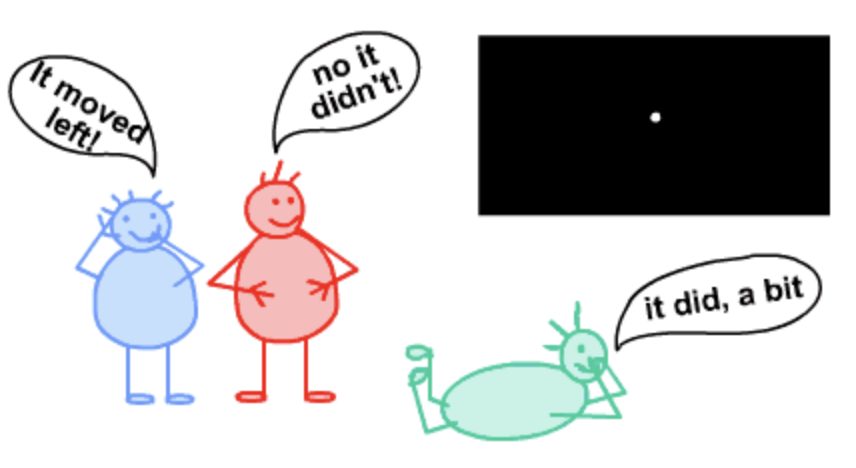 It moved
left!
no it
didn't!
it did, a bit